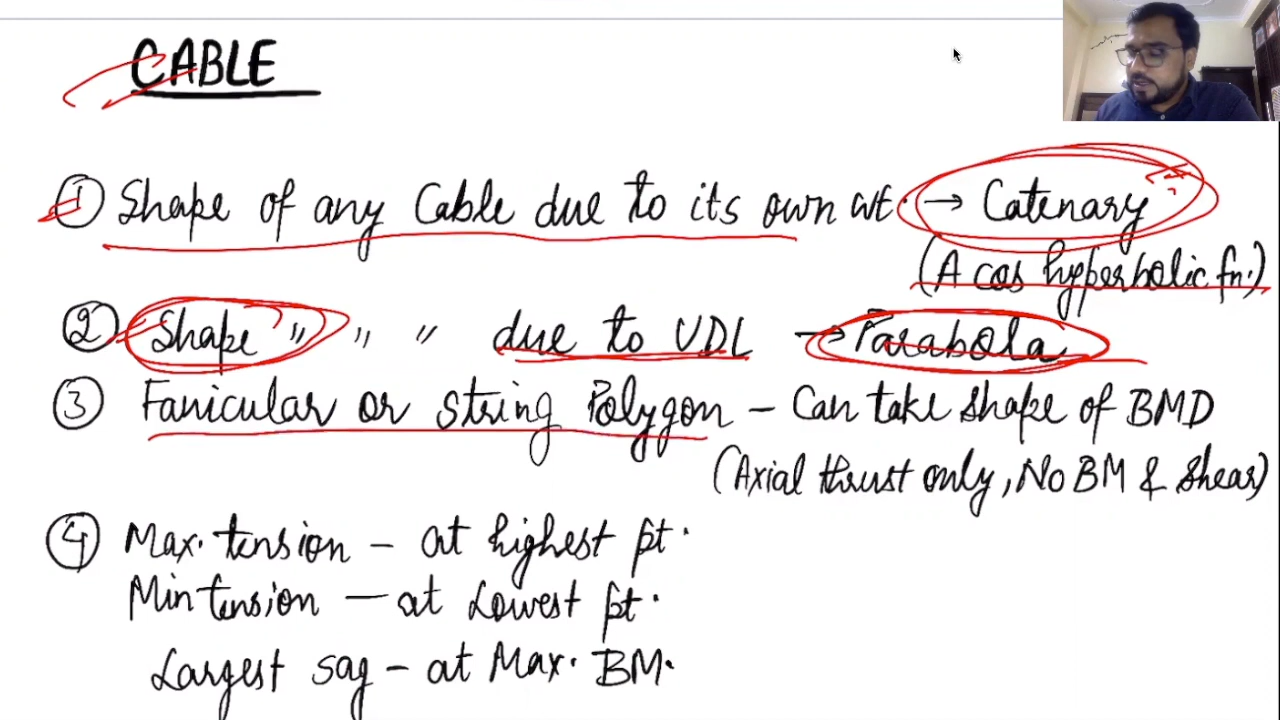 CABLE
① Shape of any Cable due to its own wt. → Catenary
(A cos hyperbolic fn.)
② Shape " " " due to UDL → Parabola
③ Fanicular or string Polygon – Can take shape of BMD
(Axial thrust only, No BM & Shear)
④ Max. tension – at highest pt.
Min tension – at Lowest pt.
Largest sag – at Max. BM.